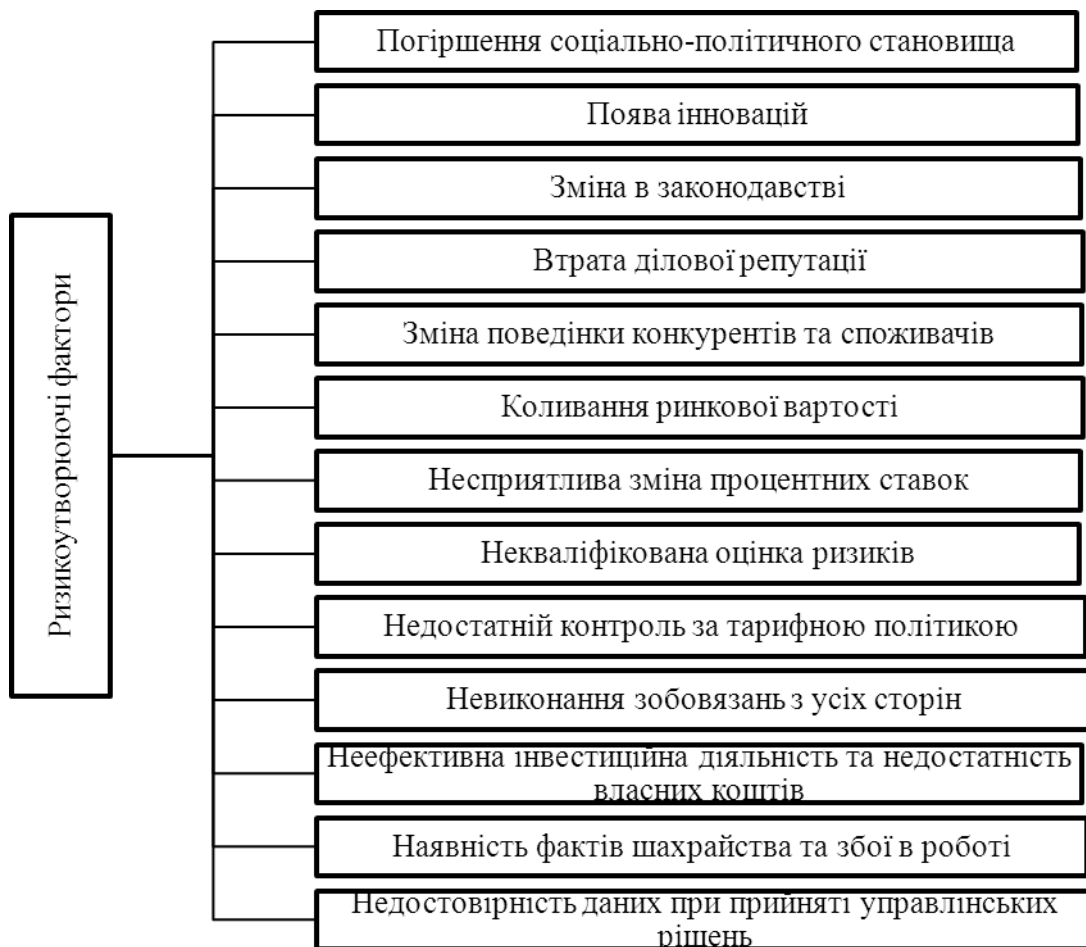 Ризикоутворюючі фактори
Погіршення соціально-політичного становища
Поява інновацій
Зміна в законодавстві
Втрата ділової репутації
Зміна поведінки конкурентів та споживачів
Коливання ринкової вартості
Несприятлива зміна процентних ставок
Некваліфікована оцінка ризиків
Недостатній контроль за тарифною політикою
Невиконання зобовязань з усіх сторін
Неефективна інвестиційна діяльність та недостатність
власних коштів
Наявність фактів шахрайства та збої в роботі
Недостовірність даних при прийняті управлінських
рішень